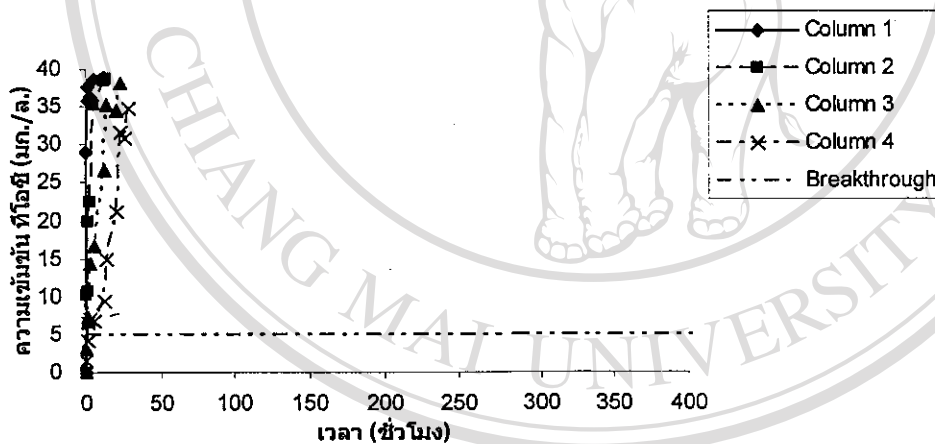 Column 1
Column 2
Column 3
Column 4
Breakthrough
ความเข้มข้น ทีโอซี (มก./ล.)
40
35
30
25
20
15
10
5
0
0 50 100 150 200 250 300 350 400
เวลา (ชั่วโมง)
CHIANG MAI UNIVERSITY